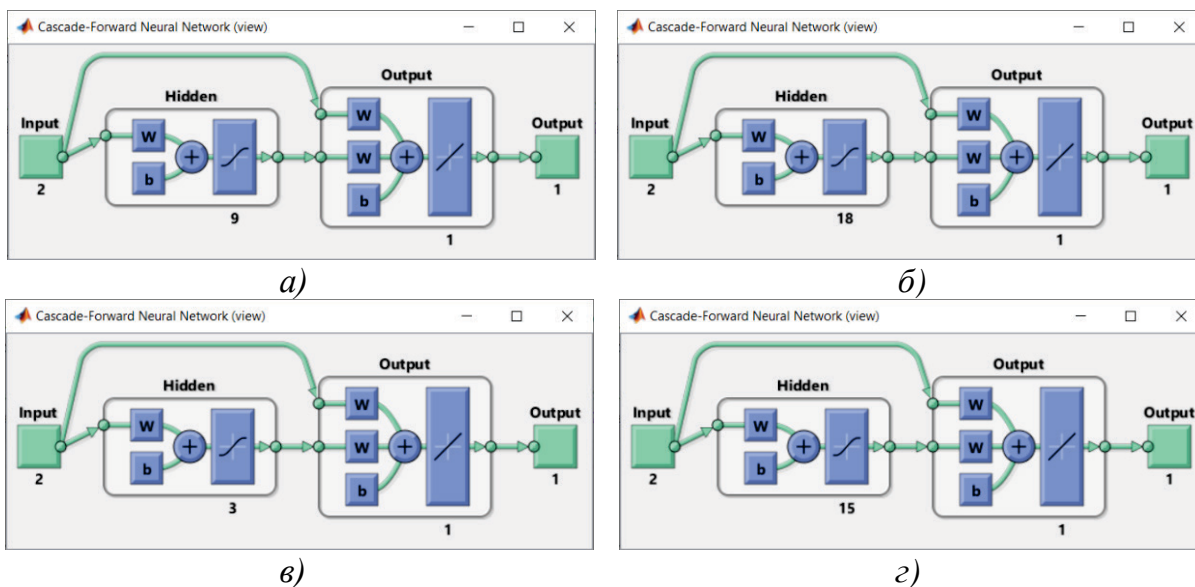 Cascade-Forward Neural Network (view)
Output
Hidden
Input
W
W
W
b
b
2
9
1
Output
1
а)
Cascade-Forward Neural Network (view)
Output
Hidden
Input
W
W
W
b
b
2
18
1
Output
1
б)
Cascade-Forward Neural Network (view)
Output
Hidden
Input
W
W
W
b
b
2
3
1
Output
1
в)
Cascade-Forward Neural Network (view)
Output
Hidden
Input
W
W
W
b
b
2
15
1
Output
1
г)